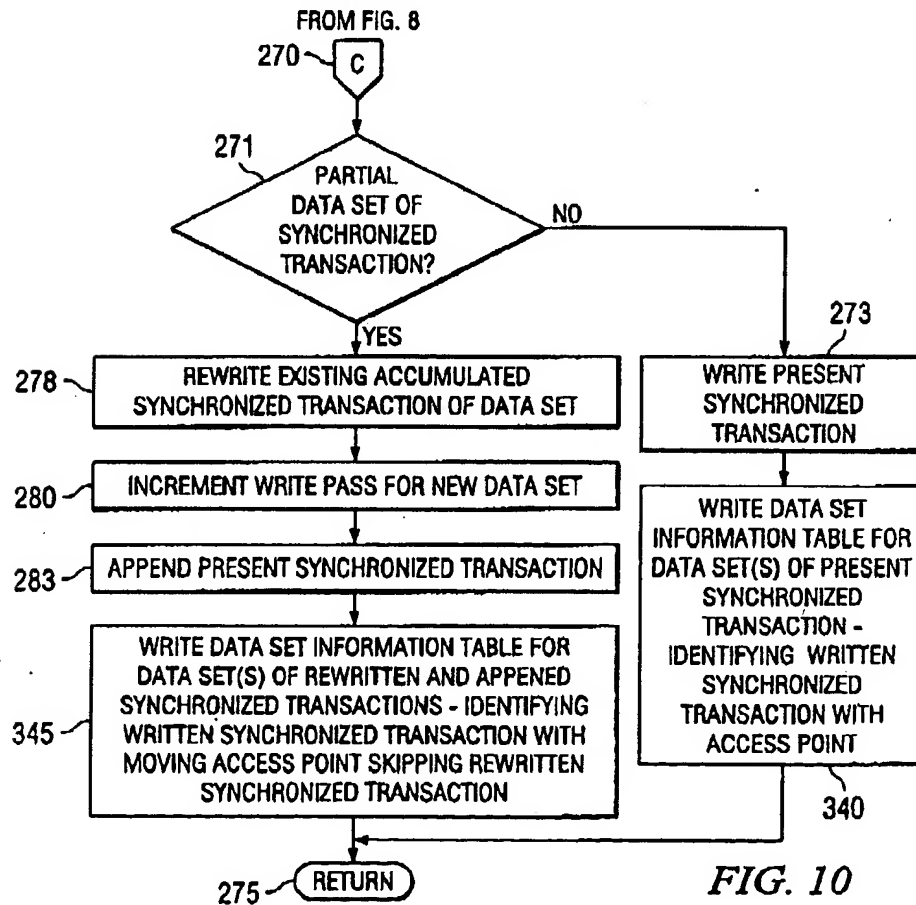 FROM FIG. 8
270
C
271
PARTIAL
DATA SET OF
SYNCHRONIZED
TRANSACTION?
NO
YES
273
WRITE PRESENT
SYNCHRONIZED
TRANSACTION
278
REWRITE EXISTING ACCUMULATED
SYNCHRONIZED TRANSACTION OF DATA SET
280
INCREMENT WRITE PASS FOR NEW DATA SET
283
APPEND PRESENT SYNCHRONIZED TRANSACTION
WRITE DATA SET
INFORMATION TABLE FOR
DATA SET(S) OF PRESENT
SYNCHRONIZED
TRANSACTION -
IDENTIFYING WRITTEN
SYNCHRONIZED
TRANSACTION WITH
ACCESS POINT
340
345
WRITE DATA SET INFORMATION TABLE FOR
DATA SET(S) OF REWRITTEN AND APPENED
SYNCHRONIZED TRANSACTIONS - IDENTIFYING
WRITTEN SYNCHRONIZED TRANSACTION WITH
MOVING ACCESS POINT SKIPPING REWRITTEN
SYNCHRONIZED TRANSACTION
275
RETURN
FIG. 10